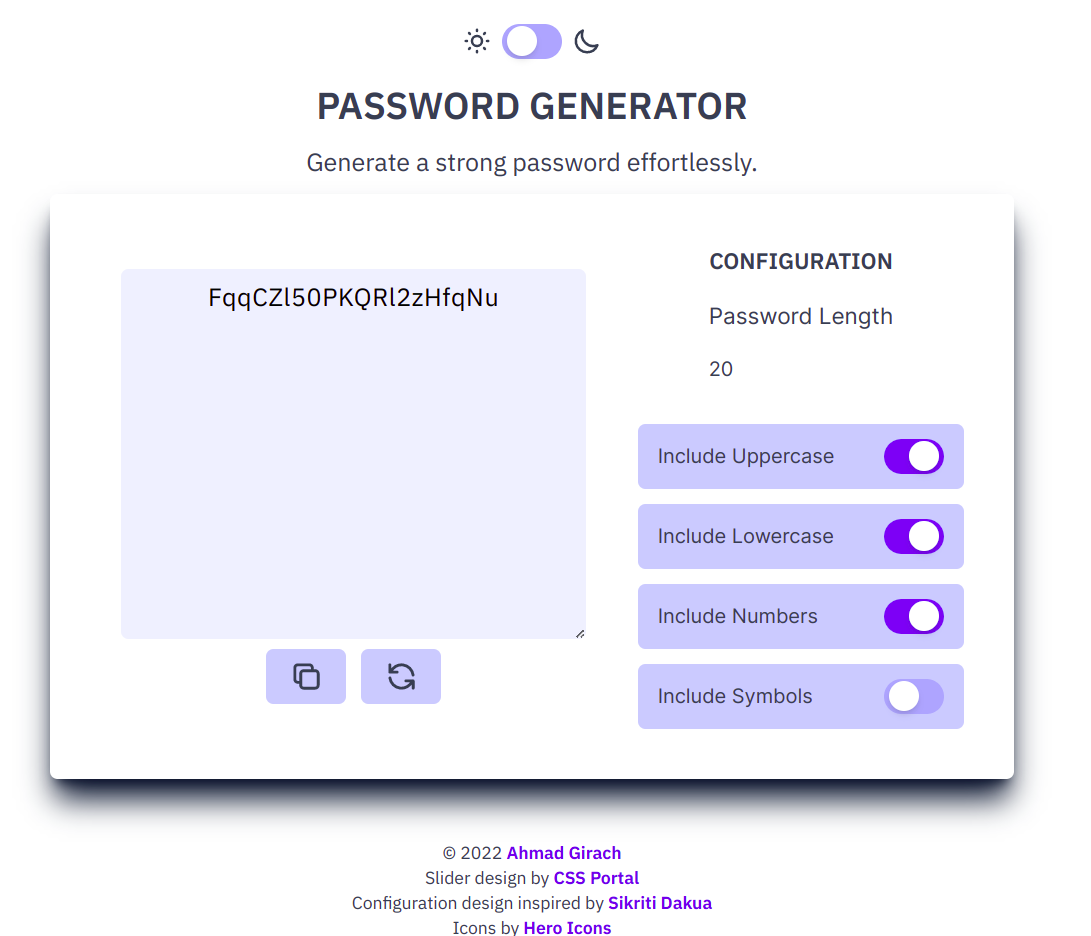 PASSWORD GENERATOR
Generate a strong password effortlessly.
FqqCZl50PKQRl2zHfqNu
CONFIGURATION
Password Length
20
Include Uppercase
Include Lowercase
Include Numbers
Include Symbols
© 2022 Ahmad Girach
Slider design by CSS Portal
Configuration design inspired by Sikriti Dakua
Icons by Hero Icons